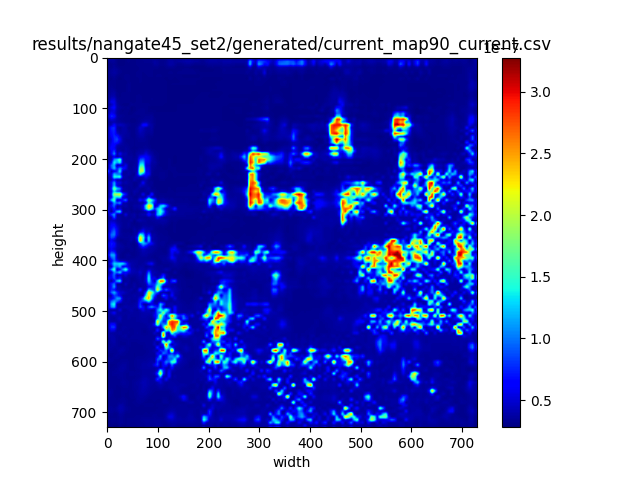 results/nangate45_set2/generated/current_map90_current.csv
1e−7
0
100
200
300
400
500
600
700
height
0 100 200 300 400 500 600 700
width
3.0
2.5
2.0
1.5
1.0
0.5